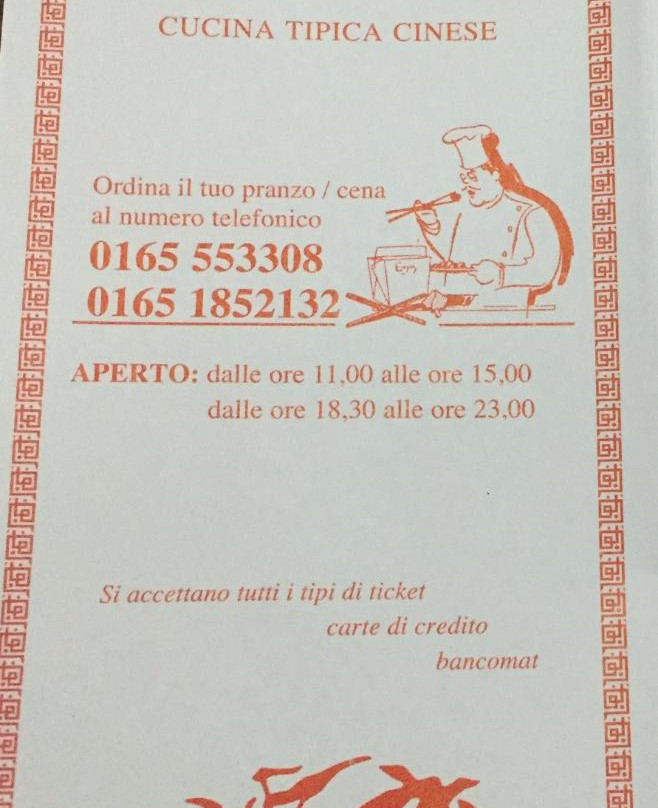 CUCINA TIPICA CINESE
Ordina il tuo pranzo / cena
al numero telefonico
0165 553308
0165 1852132
APERTO: dalle ore 11,00 alle ore 15,00
dalle ore 18,30 alle ore 23,00
Si accettano tutti i tipi di ticket
carte di credito
bancomat